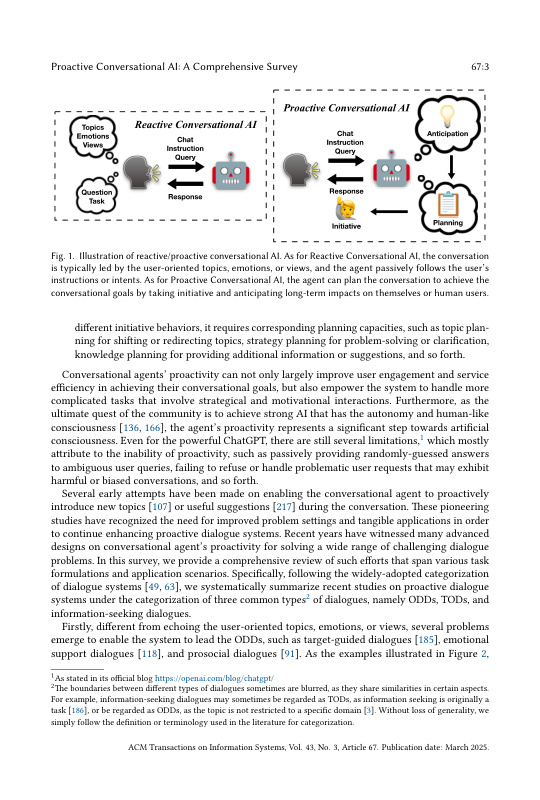 Proactive Conversational AI: A Comprehensive Survey 67:3
Reactive Conversational AI
Topics
Emotions
Views
Question
Task
Chat
Instruction
Query
Response
Proactive Conversational AI
Chat
Instruction
Query
Response
Initiative
Anticipation
Planning
Fig. 1. Illustration of reactive/proactive conversational AI. As for Reactive Conversational AI, the conversation
is typically led by the user-oriented topics, emotions, or views, and the agent passively follows the user's
instructions or intents. As for Proactive Conversational AI, the agent can plan the conversation to achieve the
conversational goals by taking initiative and anticipating long-term impacts on themselves or human users.
different initiative behaviors, it requires corresponding planning capacities, such as topic plan-
ning for shifting or redirecting topics, strategy planning for problem-solving or clarification,
knowledge planning for providing additional information or suggestions, and so forth.
Conversational agents' proactivity can not only largely improve user engagement and service
efficiency in achieving their conversational goals, but also empower the system to handle more
complicated tasks that involve strategical and motivational interactions. Furthermore, as the
ultimate quest of the community is to achieve strong AI that has the autonomy and human-like
consciousness [136, 166], the agent's proactivity represents a significant step towards artificial
consciousness. Even for the powerful ChatGPT, there are still several limitations,1 which mostly
attribute to the inability of proactivity, such as passively providing randomly-guessed answers
to ambiguous user queries, failing to refuse or handle problematic user requests that may exhibit
harmful or biased conversations, and so forth.
Several early attempts have been made on enabling the conversational agent to proactively
introduce new topics [107] or useful suggestions [217] during the conversation. These pioneering
studies have recognized the need for improved problem settings and tangible applications in order
to continue enhancing proactive dialogue systems. Recent years have witnessed many advanced
designs on conversational agent's proactivity for solving a wide range of challenging dialogue
problems. In this survey, we provide a comprehensive review of such efforts that span various task
formulations and application scenarios. Specifically, following the widely-adopted categorization
of dialogue systems [49, 63], we systematically summarize recent studies on proactive dialogue
systems under the categorization of three common types2 of dialogues, namely ODDs, TODs, and
information-seeking dialogues.
Firstly, different from echoing the user-oriented topics, emotions, or views, several problems
emerge to enable the system to lead the ODDs, such as target-guided dialogues [185], emotional
support dialogues [118], and prosocial dialogues [91]. As the examples illustrated in Figure 2,
1As stated in its official blog https://openai.com/blog/chatgpt/
2The boundaries between different types of dialogues sometimes are blurred, as they share similarities in certain aspects.
For example, information-seeking dialogues may sometimes be regarded as TODs, as information seeking is originally a
task [186], or be regarded as ODDs, as the topic is not restricted to a specific domain [3]. Without loss of generality, we
simply follow the definition or terminology used in the literature for categorization.
ACM Transactions on Information Systems, Vol. 43, No. 3, Article 67. Publication date: March 2025.